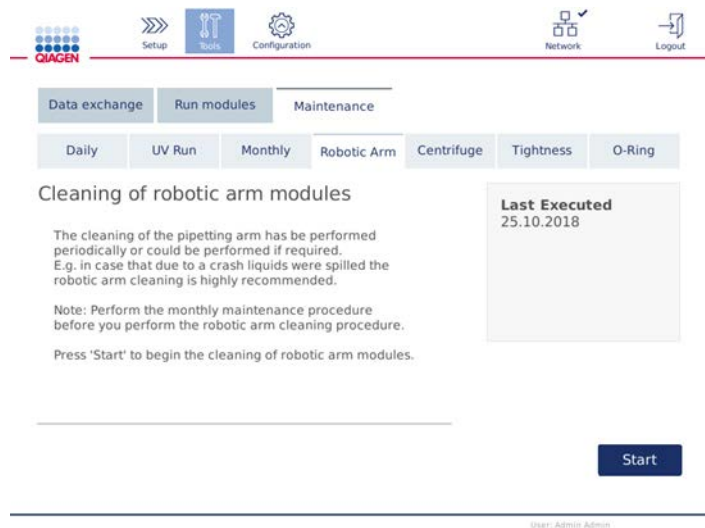 QIAGEN
Setup
Tools
Configuration
Network
Logout
Data exchange
Run modules
Maintenance
Daily
UV Run
Monthly
Robotic Arm
Centrifuge
Tightness
O-Ring
Cleaning of robotic arm modules
The cleaning of the pipetting arm has be performed
periodically or could be performed if required.
E.g. in case that due to a crash liquids were spilled the
robotic arm cleaning is highly recommended.
Note: Perform the monthly maintenance procedure
before you perform the robotic arm cleaning procedure.
Press 'Start' to begin the cleaning of robotic arm modules.
Last Executed
25.10.2018
Start
User: Admin Admin